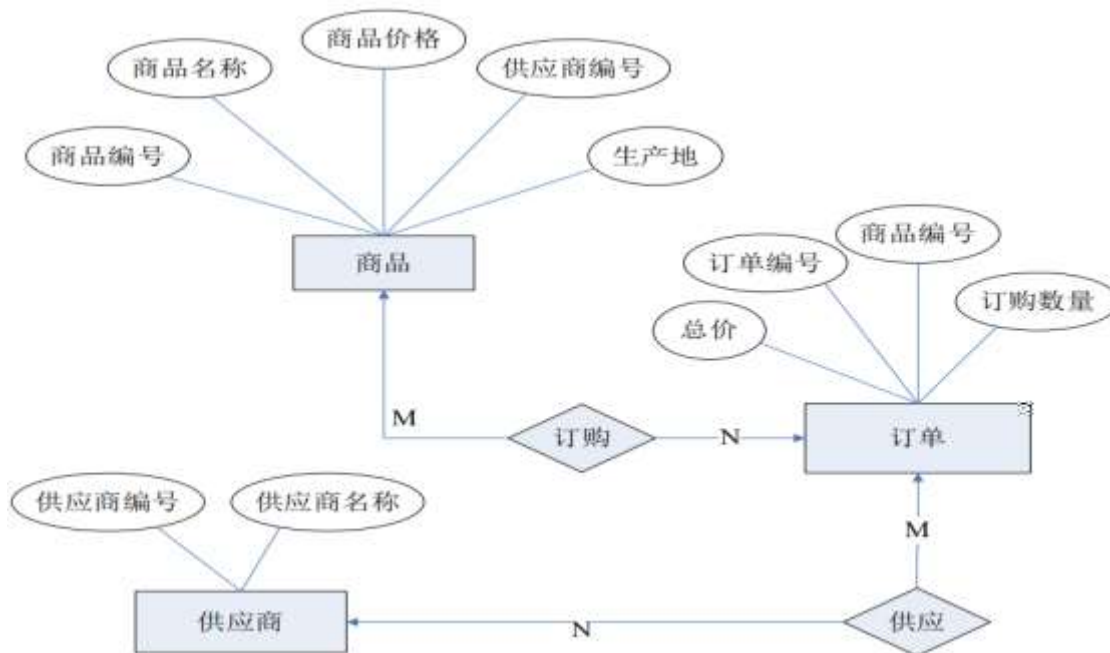 商品价格
商品名称
供应商编号
商品编号
生产地
商品
商品编号
订单编号
订购数量
总价
M
订购
N
订单
供应商编号
供应商名称
M
供应商
N
供应